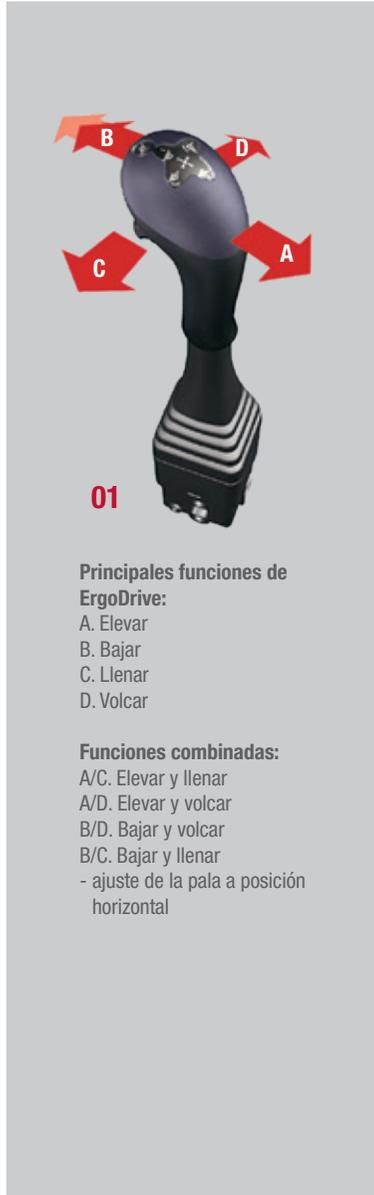 B
D
A
C
01
Principales funciones de
ErgoDrive:
A. Elevar
B. Bajar
C. Llenar
D. Volcar
Funciones combinadas:
A/C. Elevar y llenar
A/D. Elevar y volcar
B/D. Bajar y volcar
B/C. Bajar y llenar
- ajuste de la pala a posición
horizontal